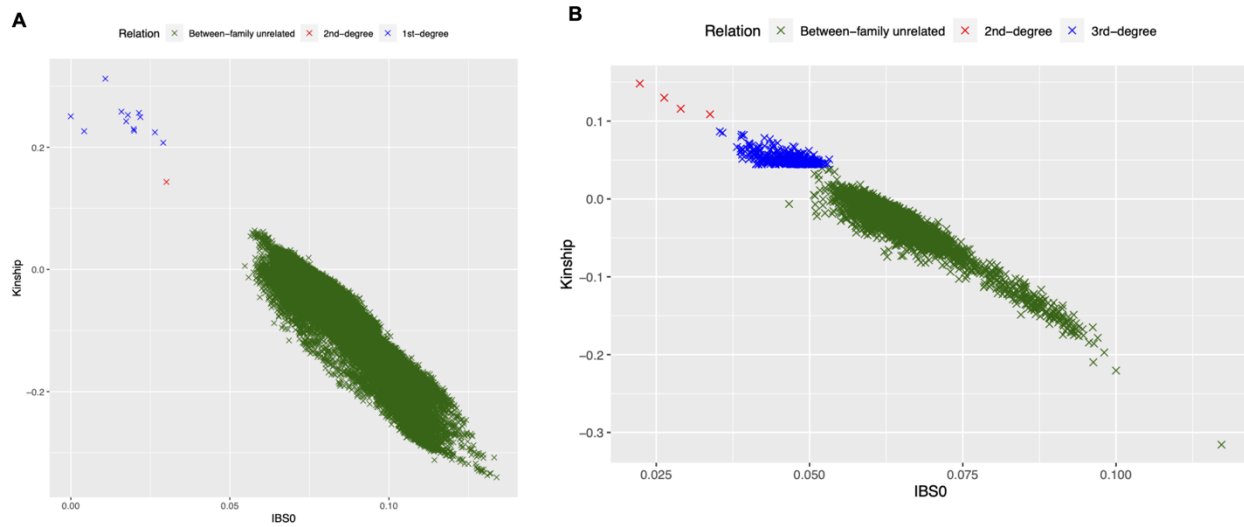 A
Relation Between-family unrelated 2nd-degree 1st-degree
0.2
0.0
−0.2
Kinship
0.00 0.05 0.10
IBS0
B
Relation Between-family unrelated 2nd-degree 3rd-degree
0.1
0.0
−0.1
−0.2
−0.3
Kinship
0.025 0.050 0.075 0.100
IBS0